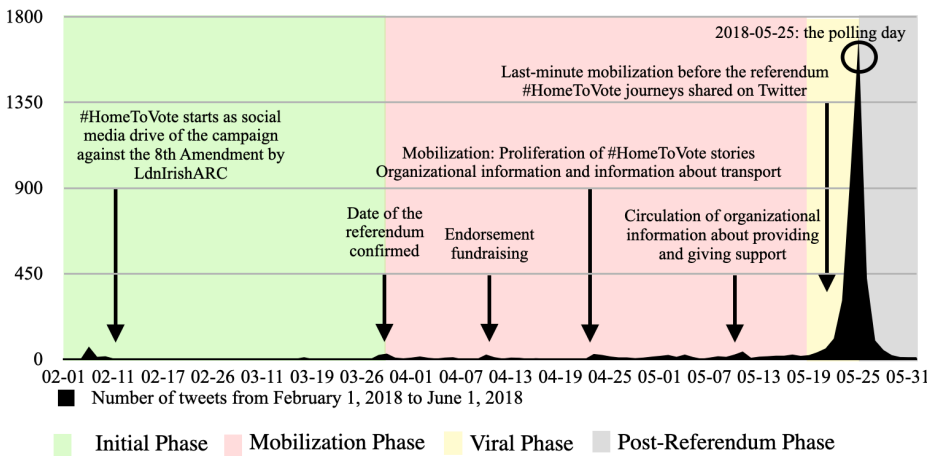 1800
2018-05-25: the polling day
Last-minute mobilization before the referendum
#HomeToVote journeys shared on Twitter
1350
#HomeToVote starts as social
media drive of the campaign
against the 8th Amendment by
LdnIrishARC
Mobilization: Proliferation of #HomeToVote stories
Organizational information and information about transport
900
Date of the
referendum
confirmed
Endorsement
fundraising
Circulation of organizational
information about providing
and giving support
450
0
02-01 02-11 02-17 02-26 03-11 03-19 03-26 04-01 04-07 04-13 04-19 04-25 05-01 05-07 05-13 05-19 05-25 05-31
Number of tweets from February 1, 2018 to June 1, 2018
Initial Phase Mobilization Phase Viral Phase Post-Referendum Phase